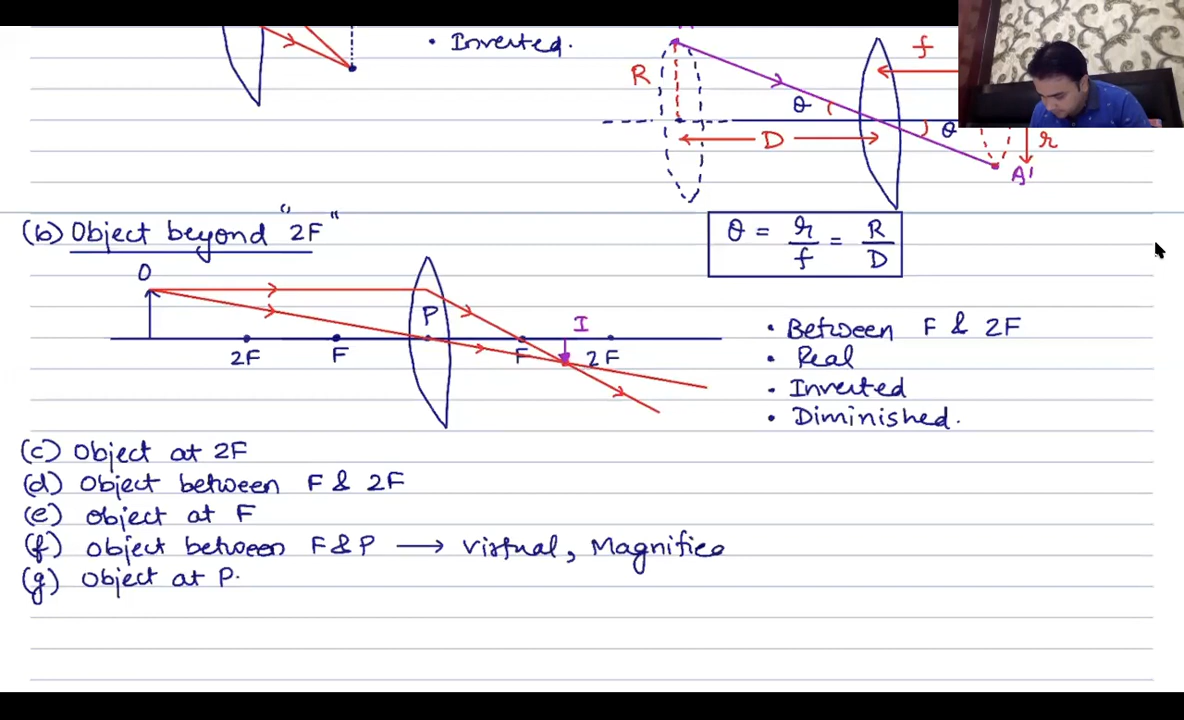 • Inverted.
R
f
θ
θ
D
r
A'
(b) Object beyond "2F"
θ = r/f = R/D
O
P
I
2F
F
F
2F
• Between F & 2F
• Real
• Inverted
• Diminished.
(c) Object at 2F
(d) Object between F & 2F
(e) object at F
(f) object between F & P → Virtual, Magnifie
(g) object at P.